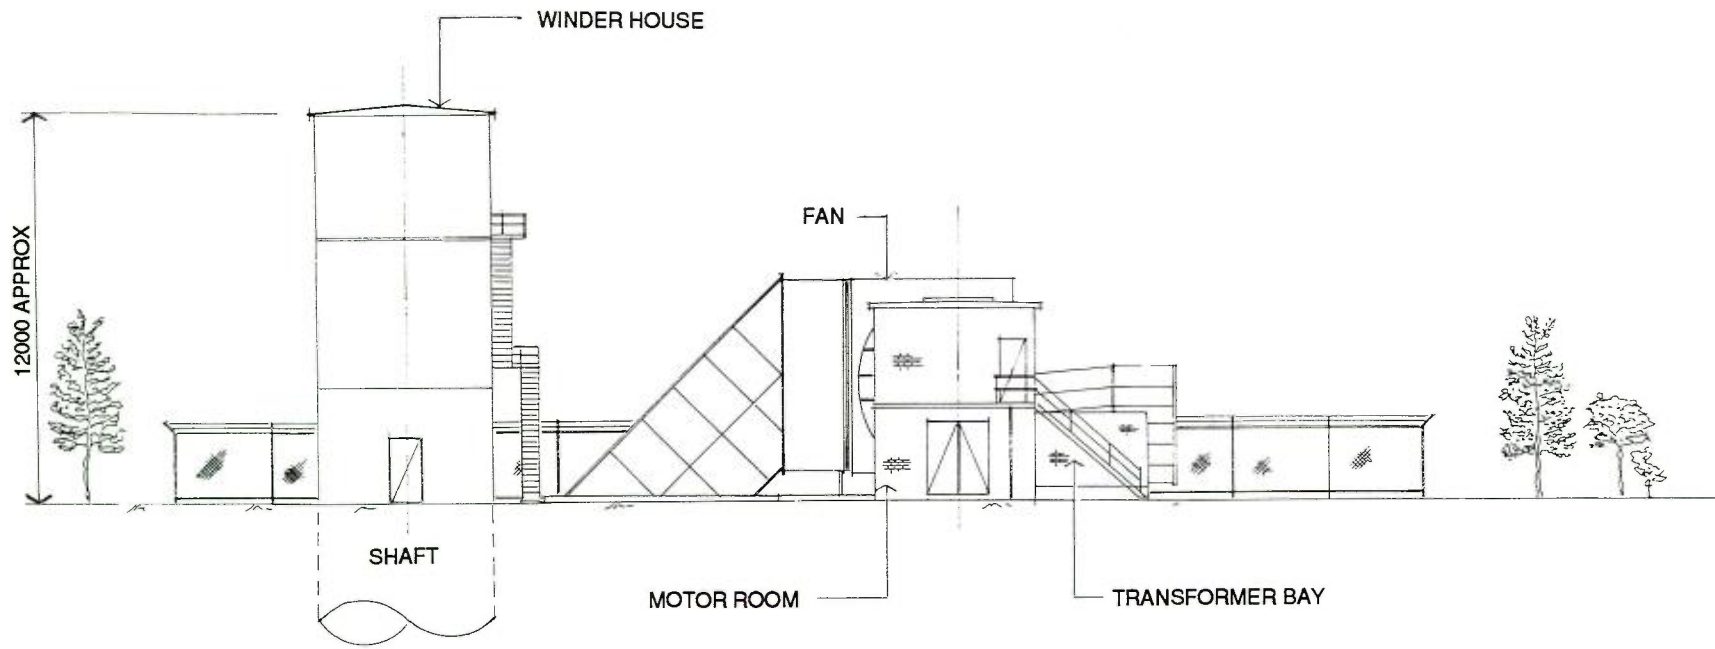 WINDER HOUSE
FAN
12000 APPROX
SHAFT
MOTOR ROOM
TRANSFORMER BAY